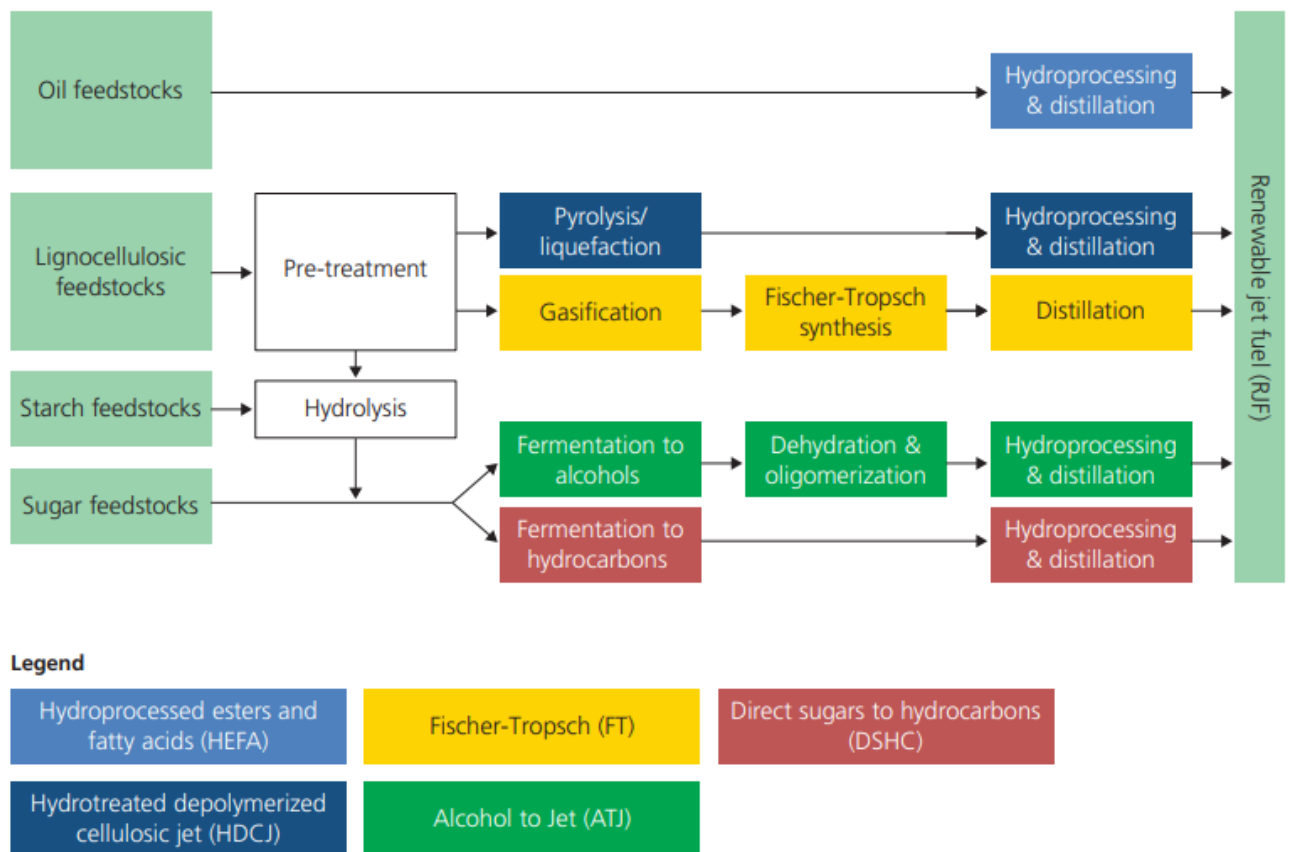 Oil feedstocks
Hydroprocessing
& distillation
Renewable jet fuel (RJF)
Lignocellulosic
feedstocks
Pre-treatment
Pyrolysis/
liquefaction
Hydroprocessing
& distillation
Gasification
Fischer-Tropsch
synthesis
Distillation
Starch feedstocks
Hydrolysis
Sugar feedstocks
Fermentation to
alcohols
Dehydration &
oligomerization
Hydroprocessing
& distillation
Fermentation to
hydrocarbons
Hydroprocessing
& distillation
Legend
Hydroprocessed esters and
fatty acids (HEFA)
Fischer-Tropsch (FT)
Direct sugars to hydrocarbons
(DSHC)
Hydrotreated depolymerized
cellulosic jet (HDCJ)
Alcohol to Jet (ATJ)